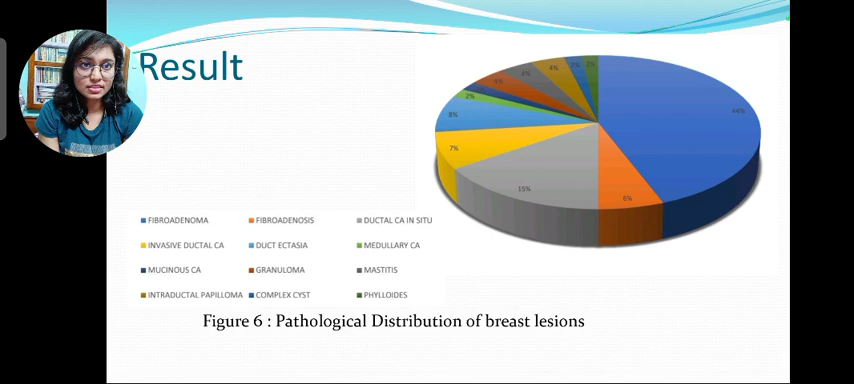 Result
44%
6%
15%
7%
8%
2%
4%
4%
4%
2%
2%
FIBROADENOMA FIBROADENOSIS DUCTAL CA IN SITU
INVASIVE DUCTAL CA DUCT ECTASIA MEDULLARY CA
MUCINOUS CA GRANULOMA MASTITIS
INTRADUCTAL PAPILLOMA COMPLEX CYST PHYLLOIDES
Figure 6 : Pathological Distribution of breast lesions